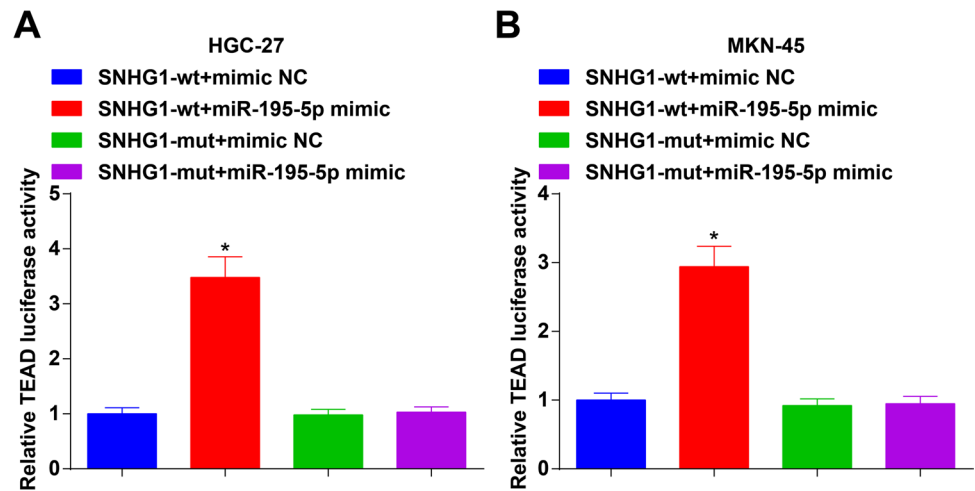 A
HGC-27
SNHG1-wt+mimic NC
SNHG1-wt+miR-195-5p mimic
SNHG1-mut+mimic NC
SNHG1-mut+miR-195-5p mimic
Relative TEAD luciferase activity
5
4
3
2
1
0
*
B
MKN-45
SNHG1-wt+mimic NC
SNHG1-wt+miR-195-5p mimic
SNHG1-mut+mimic NC
SNHG1-mut+miR-195-5p mimic
Relative TEAD luciferase activity
4
3
2
1
0
*